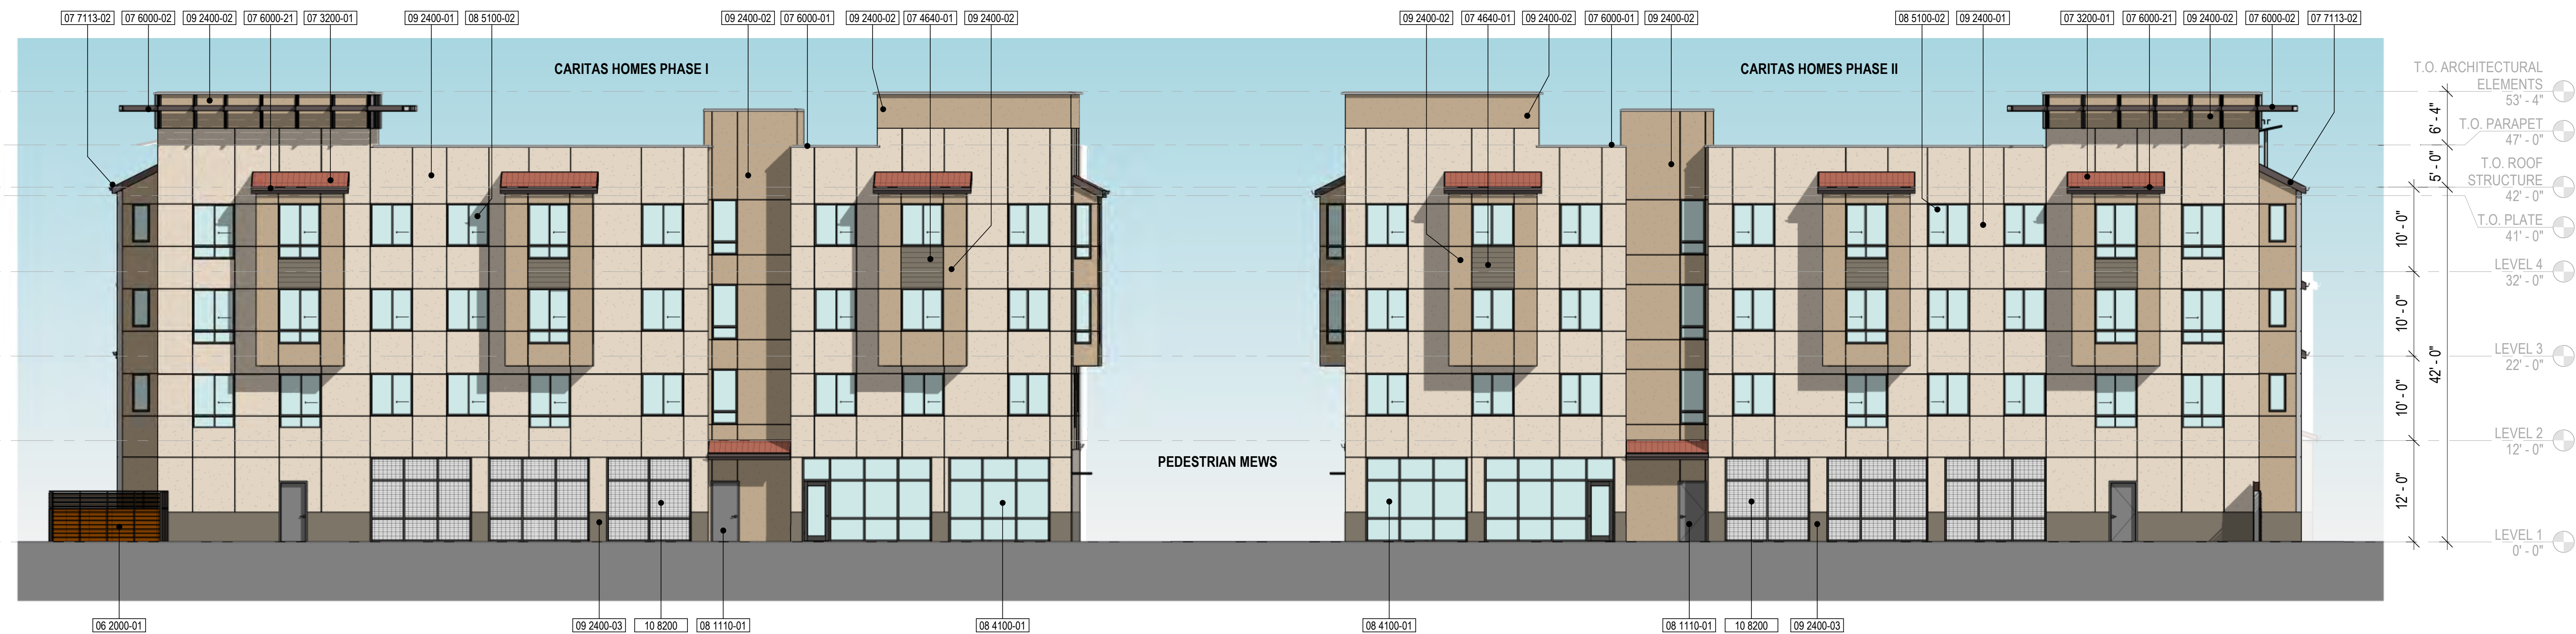 07 7113-02
07 6000-02
09 2400-02
07 6000-21
07 3200-01
09 2400-01
08 5100-02
09 2400-02
07 6000-01
09 2400-02
07 4640-01
09 2400-02
09 2400-02
07 4640-01
09 2400-02
07 6000-01
09 2400-02
08 5100-02
09 2400-01
07 3200-01
07 6000-21
09 2400-02
07 6000-02
07 7113-02
CARITAS HOMES PHASE I
CARITAS HOMES PHASE II
T.O. ARCHITECTURAL
ELEMENTS
53' - 4"
6' - 4"
T.O. PARAPET
47' - 0"
5' - 0"
T.O. ROOF
STRUCTURE
42' - 0"
T.O. PLATE
41' - 0"
10' - 0"
LEVEL 4
32' - 0"
10' - 0"
LEVEL 3
22' - 0"
42' - 0"
10' - 0"
LEVEL 2
12' - 0"
PEDESTRIAN MEWS
12' - 0"
LEVEL 1
0' - 0"
06 2000-01
09 2400-03
10 8200
08 1110-01
08 4100-01
08 4100-01
08 1110-01
10 8200
09 2400-03